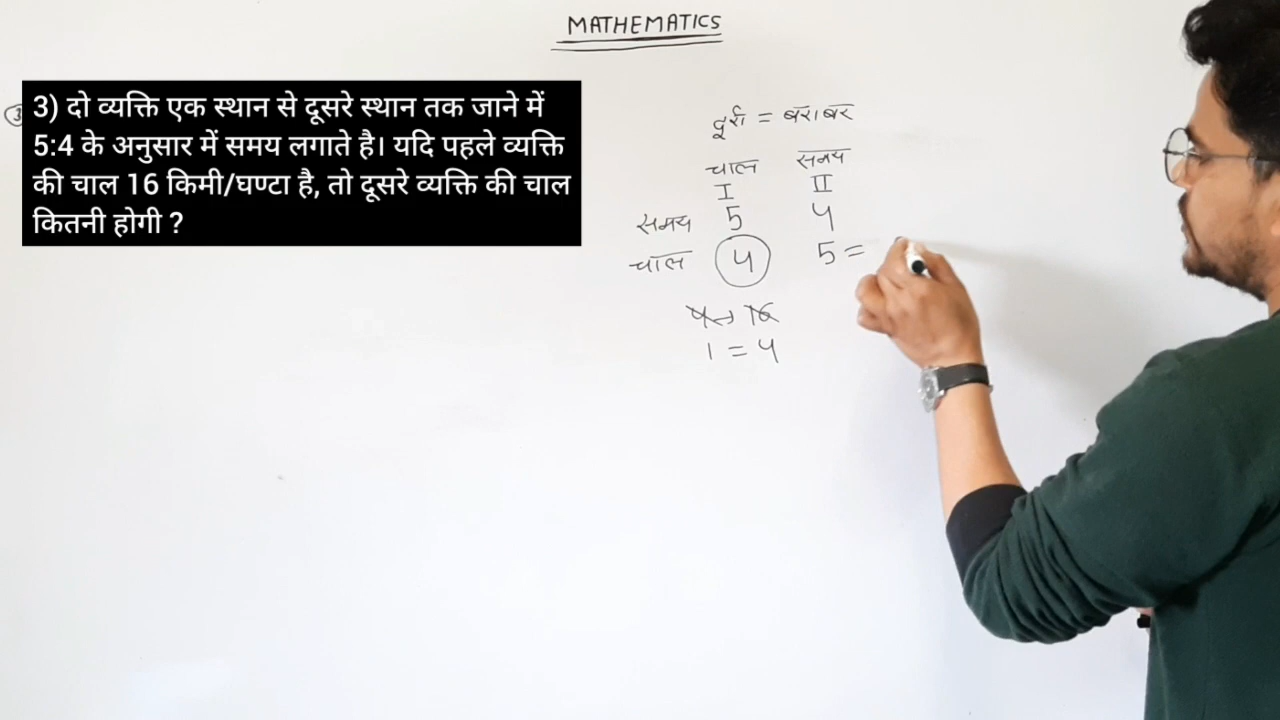 MATHEMATICS
3) दो व्यक्ति एक स्थान से दूसरे स्थान तक जाने में
5:4 के अनुसार में समय लगाते है। यदि पहले व्यक्ति
की चाल 16 किमी/घण्टा है, तो दूसरे व्यक्ति की चाल
कितनी होगी ?
दूरी = बराबर
चाल समय
I II
समय 5 4
चाल 4 5 =
4 → 16
1 = 4